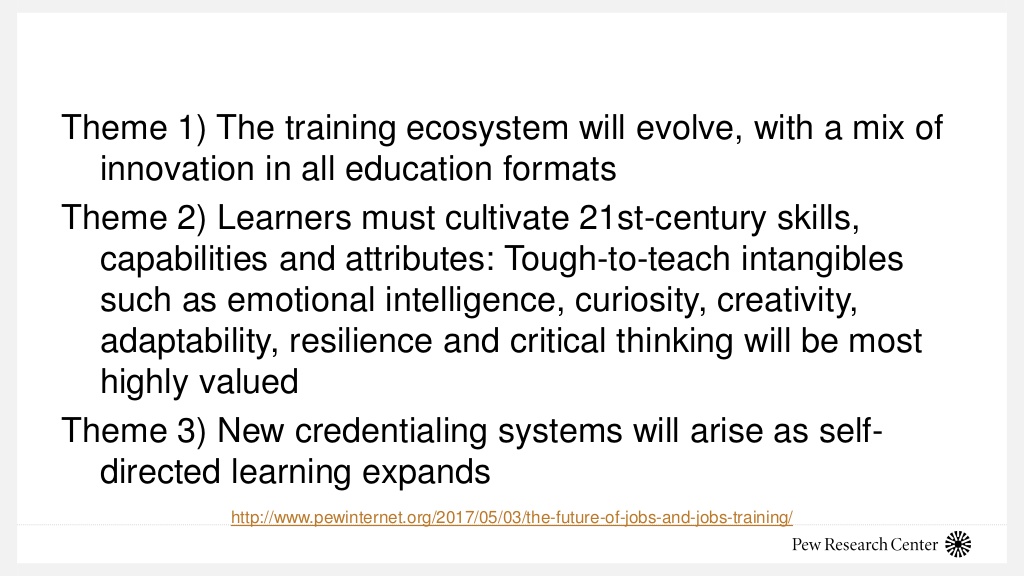 Theme 1) The training ecosystem will evolve, with a mix of
innovation in all education formats
Theme 2) Learners must cultivate 21st-century skills,
capabilities and attributes: Tough-to-teach intangibles
such as emotional intelligence, curiosity, creativity,
adaptability, resilience and critical thinking will be most
highly valued
Theme 3) New credentialing systems will arise as self-
directed learning expands
http://www.pewinternet.org/2017/05/03/the-future-of-jobs-and-jobs-training/
Pew Research Center